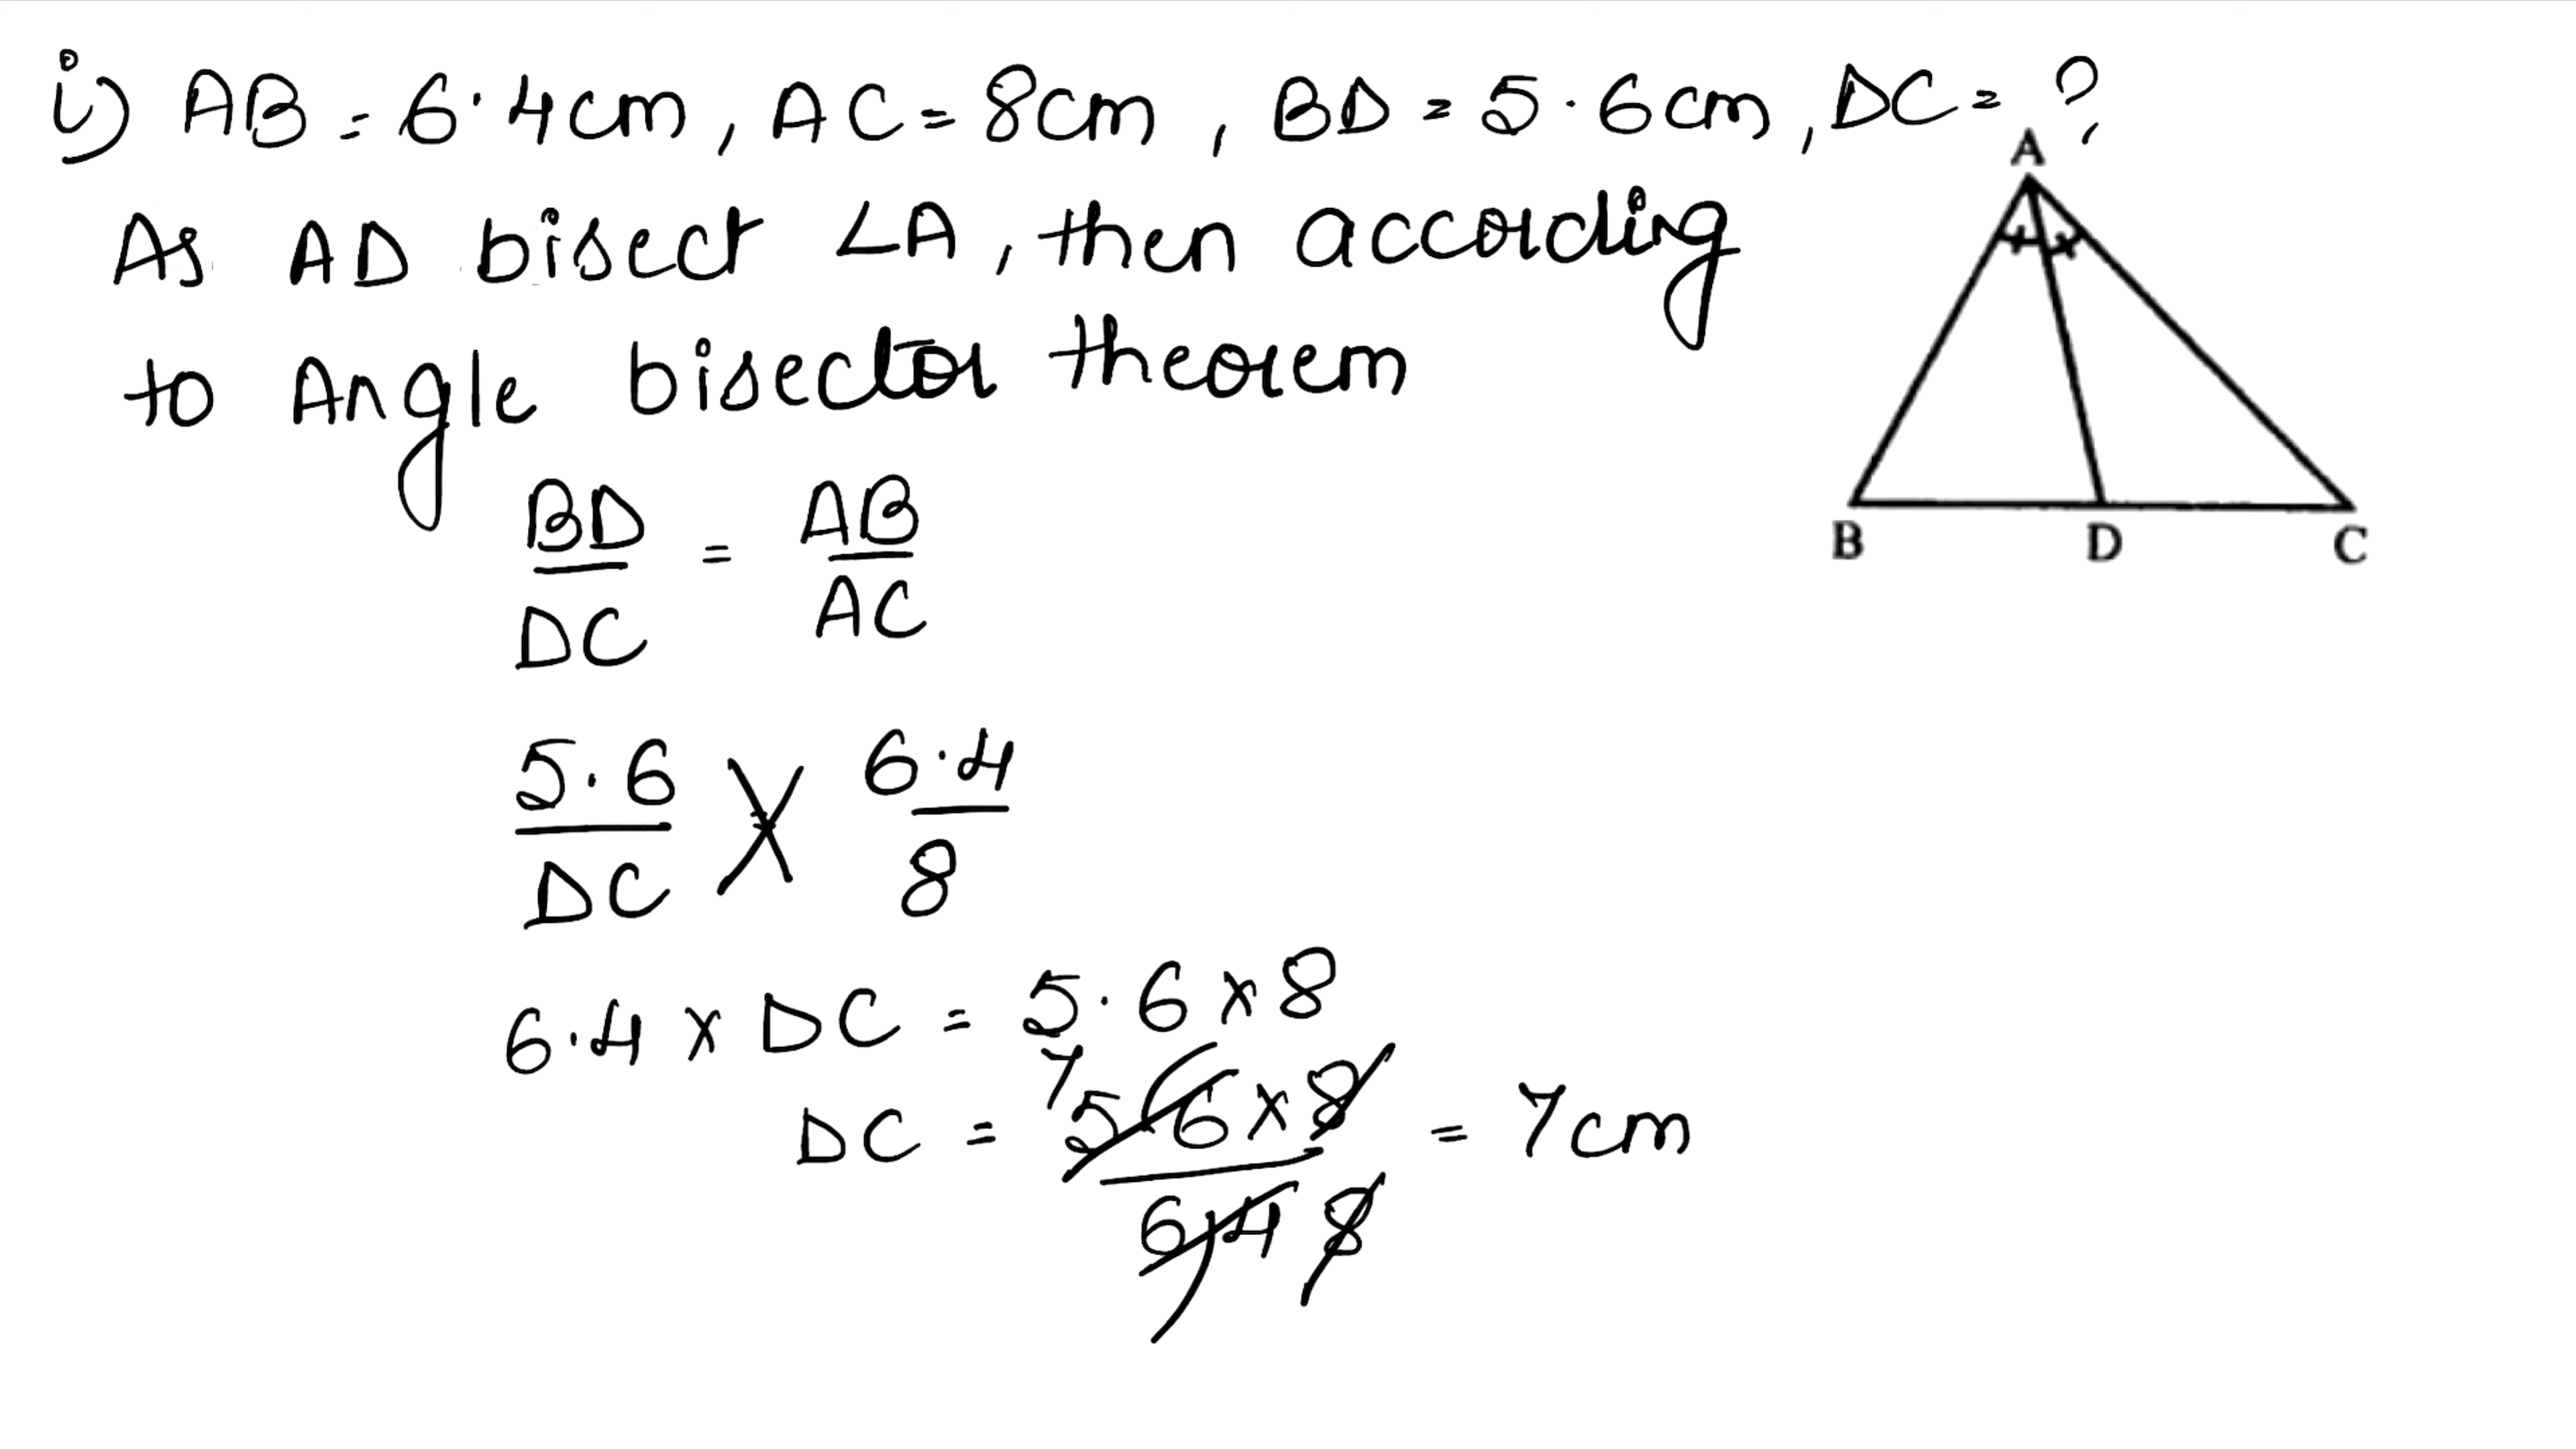 i) AB = 6.4cm, AC = 8cm, BD = 5.6cm, DC = ?
As AD bisect ∠A, then according
to Angle bisector theorem
BD/DC = AB/AC
5.6/DC = 6.4/8
6.4 × DC = 5.6 × 8
DC = 7 5.6 × 8 / 6.4 8 = 7cm
A
B D C